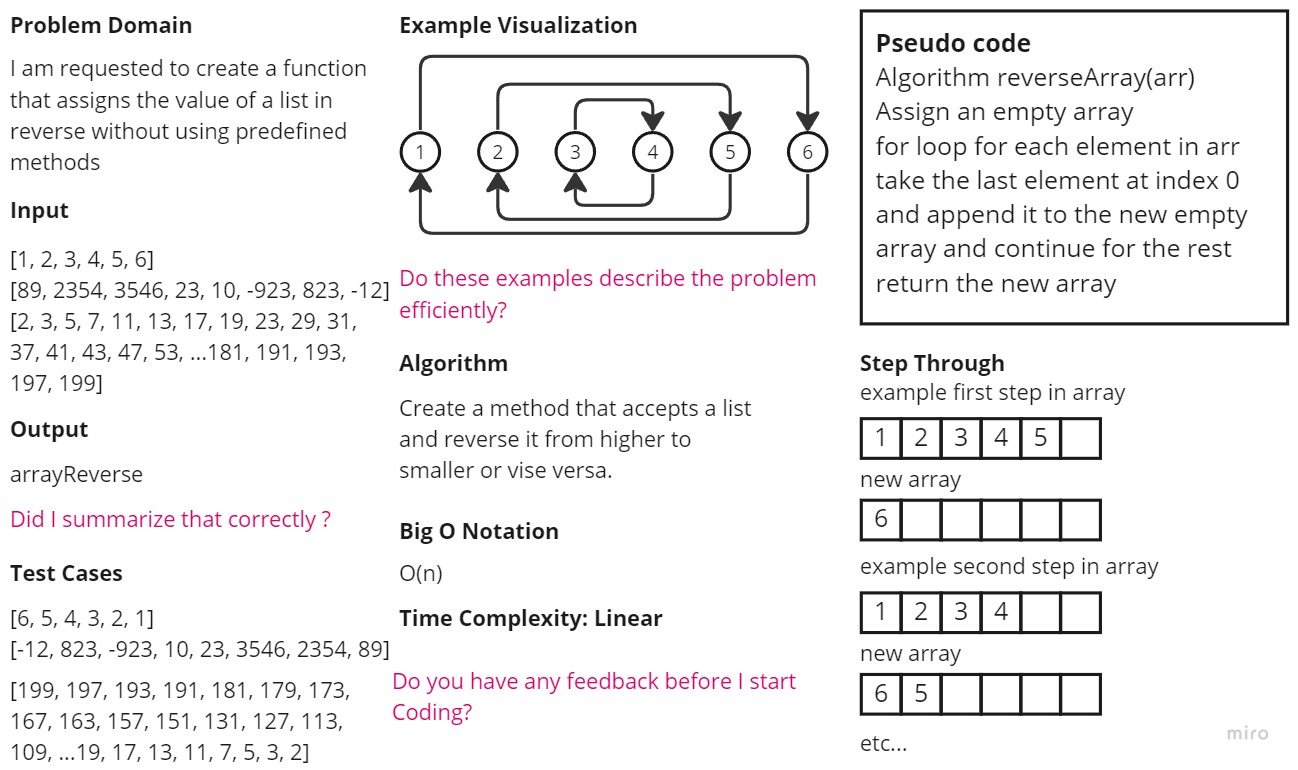 Problem Domain
I am requested to create a function
that assigns the value of a list in
reverse without using predefined
methods
Input
[1, 2, 3, 4, 5, 6]
[89, 2354, 3546, 23, 10, -923, 823, -12]
[2, 3, 5, 7, 11, 13, 17, 19, 23, 29, 31,
37, 41, 43, 47, 53, ...181, 191, 193,
197, 199]
Output
arrayReverse
Did I summarize that correctly ?
Test Cases
[6, 5, 4, 3, 2, 1]
[-12, 823, -923, 10, 23, 3546, 2354, 89]
[199, 197, 193, 191, 181, 179, 173,
167, 163, 157, 151, 131, 127, 113,
109, ...19, 17, 13, 11, 7, 5, 3, 2]
Example Visualization
1 2 3 4 5 6
Do these examples describe the problem
efficiently?
Algorithm
Create a method that accepts a list
and reverse it from higher to
smaller or vise versa.
Big O Notation
O(n)
Time Complexity: Linear
Do you have any feedback before I start
Coding?
Pseudo code
Algorithm reverseArray(arr)
Assign an empty array
for loop for each element in arr
take the last element at index 0
and append it to the new empty
array and continue for the rest
return the new array
Step Through
example first step in array
1 2 3 4 5
new array
6
example second step in array
1 2 3 4
new array
6 5
etc...
miro